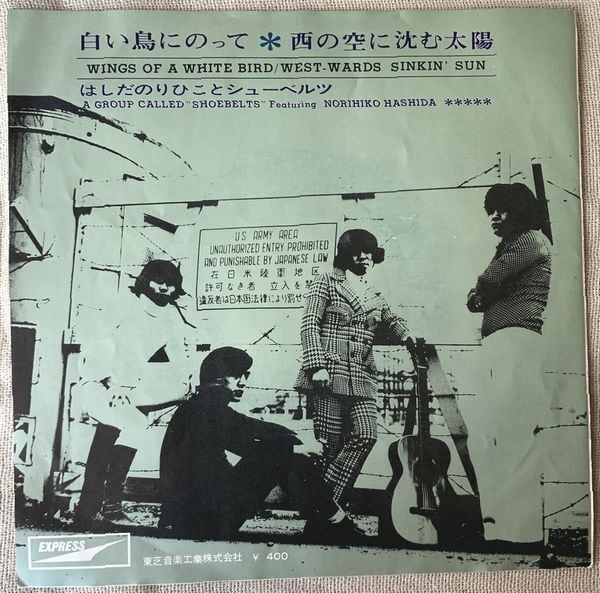 白い鳥にのって * 西の空に沈む太陽
WINGS OF A WHITE BIRD/WEST-WARDS SINKIN' SUN
はしだのりひことシューベルツ
A GROUP CALLED "SHOEBELTS" Featuring NORIHIKO HASHIDA *****
US ARMY AREA
UNAUTHORIZED ENTRY PROHIBITED
AND PUNISHABLE BY JAPANESE LAW
在日米陸軍地区
許可なき者 立入を禁
違反者は日本国法律により罰せ
EXPRESS
東芝音楽工業株式会社 ¥ 400